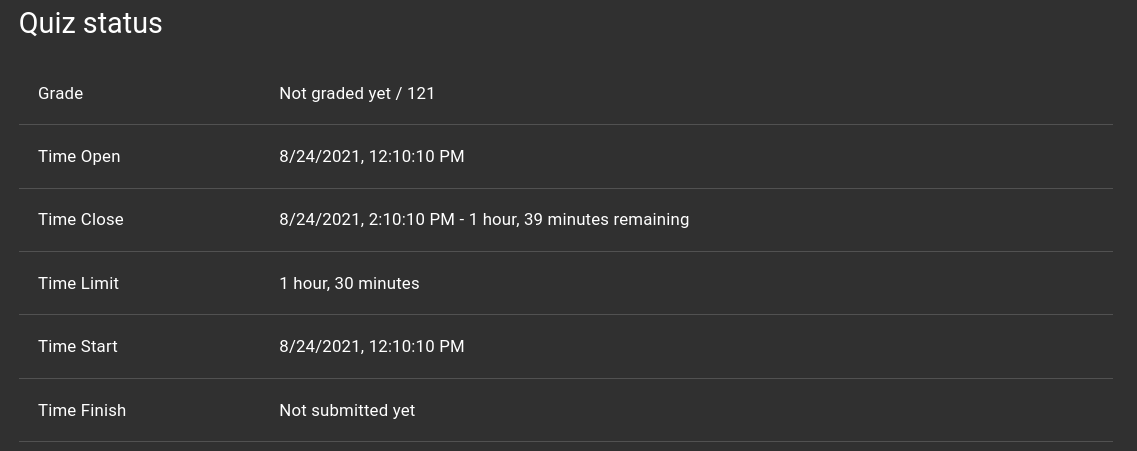 Quiz status
Grade Not graded yet / 121
Time Open 8/24/2021, 12:10:10 PM
Time Close 8/24/2021, 2:10:10 PM - 1 hour, 39 minutes remaining
Time Limit 1 hour, 30 minutes
Time Start 8/24/2021, 12:10:10 PM
Time Finish Not submitted yet